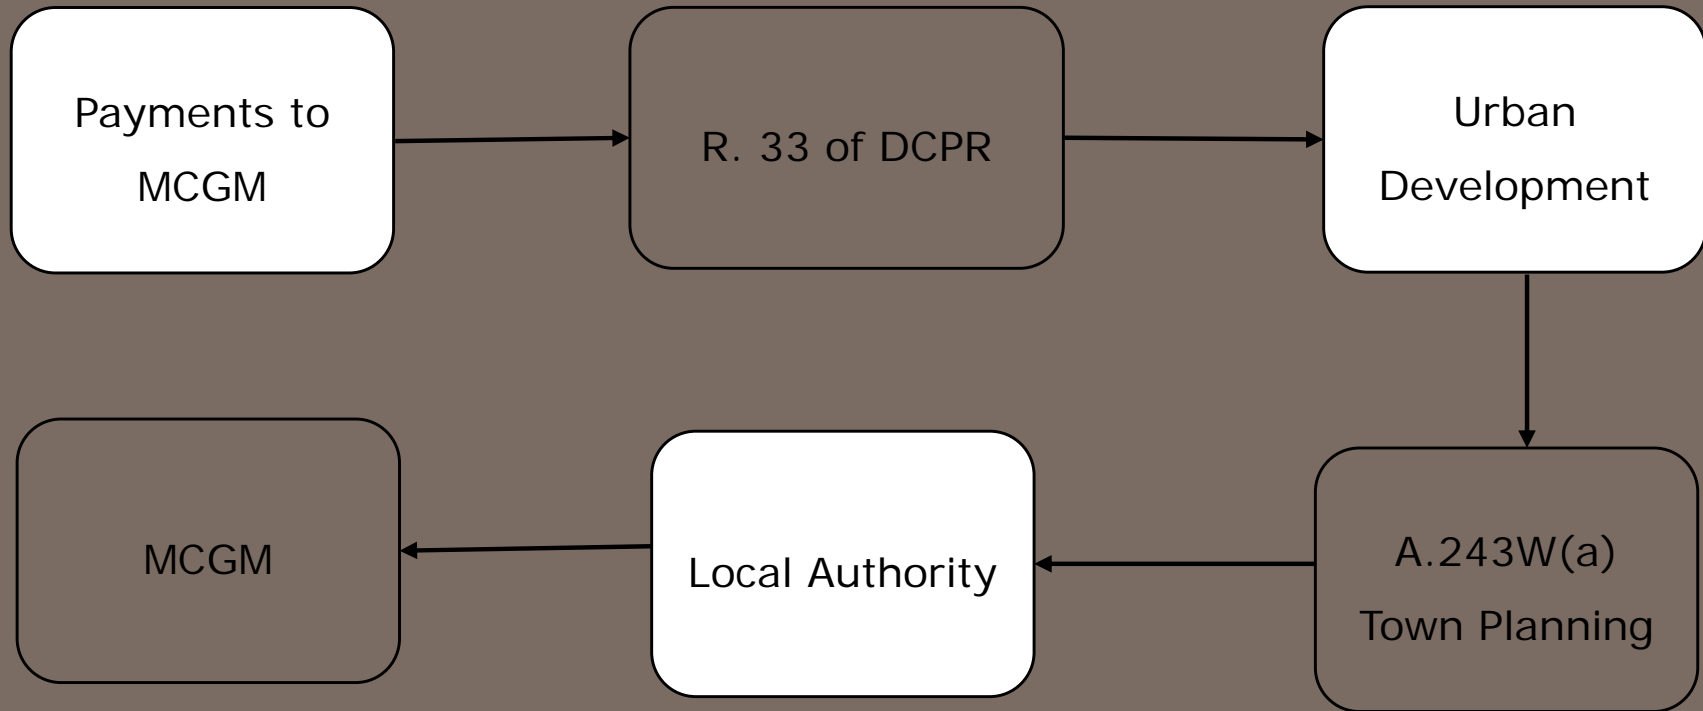 Payments to
MCGM
R. 33 of DCPR
Urban
Development
A.243W(a)
Town Planning
Local Authority
MCGM